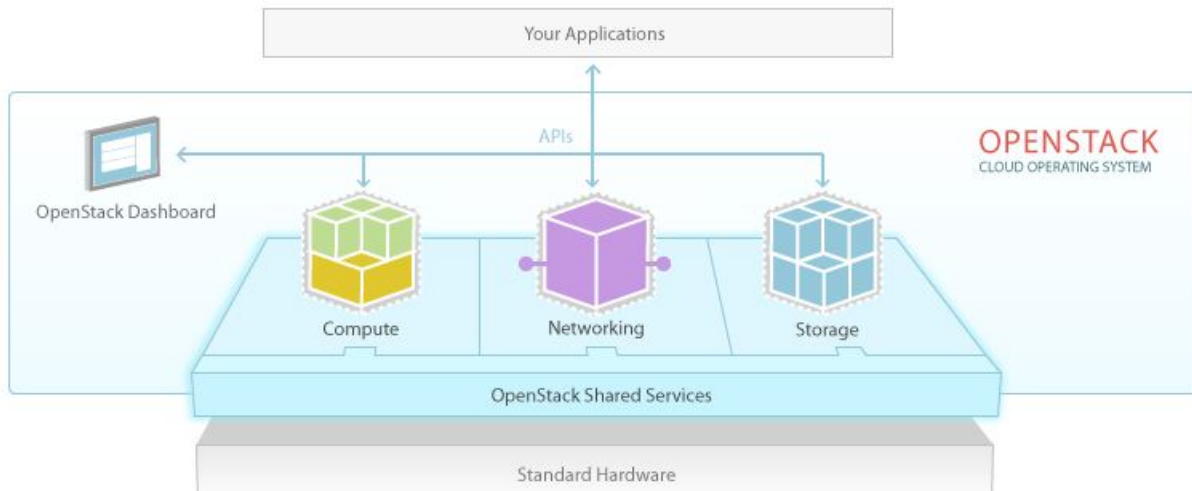 Your Applications
APIs
OPENSTACK
CLOUD OPERATING SYSTEM
OpenStack Dashboard
Compute
Networking
Storage
OpenStack Shared Services
Standard Hardware